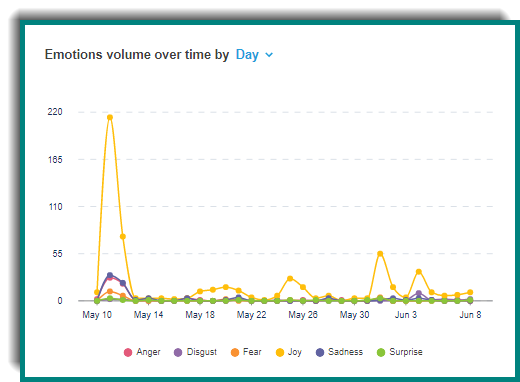 Emotions volume over time by Day
220
165
110
55
0
May 10 May 14 May 18 May 22 May 26 May 30 Jun 3 Jun 8
Anger Disgust Fear Joy Sadness Surprise